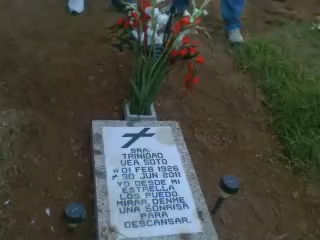 SRA:
TRINIDAD
VEA SOTO
☆ 01 FEB 1926
✝ 30 JUN 2011
YO DESDE MI
ESTRELLA
LOS PUEDO
MIRAR, DENME
UNA SONRISA
PARA
DESCANSAR.